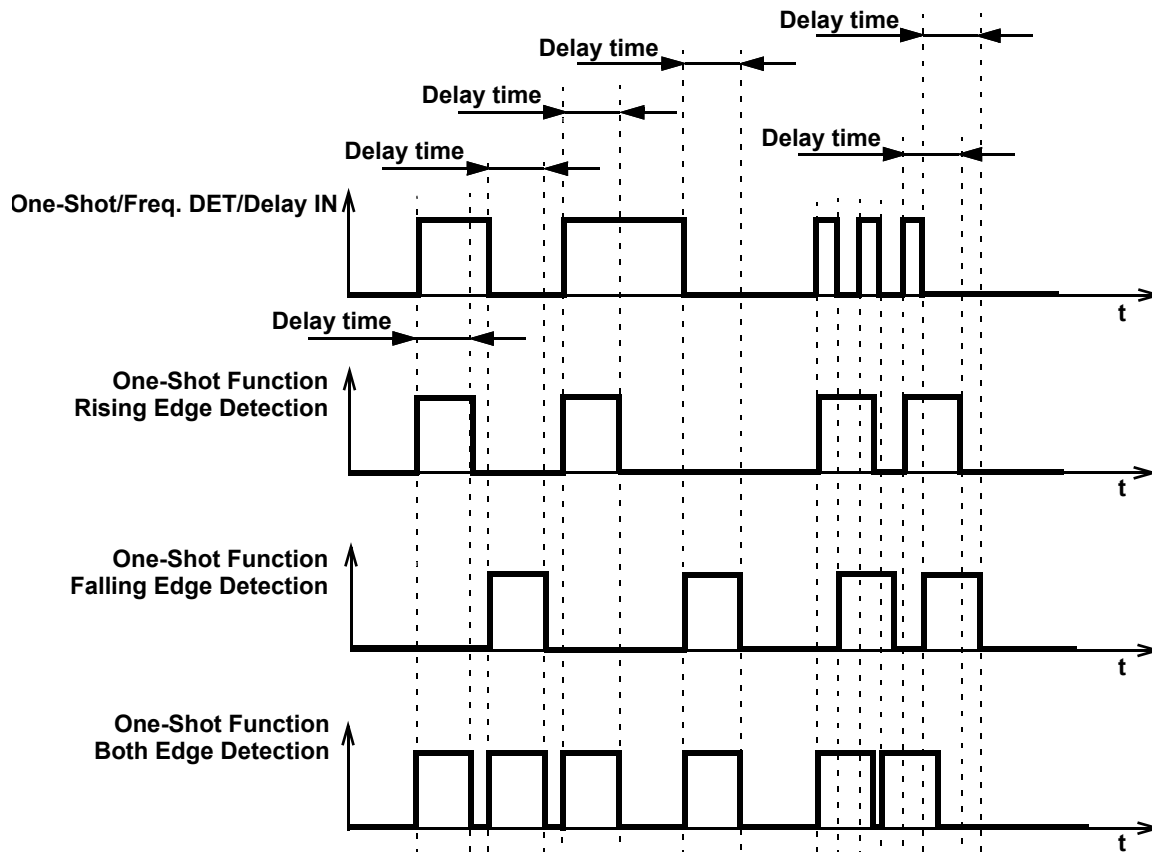 Delay time
Delay time
Delay time
Delay time
Delay time
One-Shot/Freq. DET/Delay IN
t
Delay time
One-Shot Function
Rising Edge Detection
t
One-Shot Function
Falling Edge Detection
t
One-Shot Function
Both Edge Detection
t